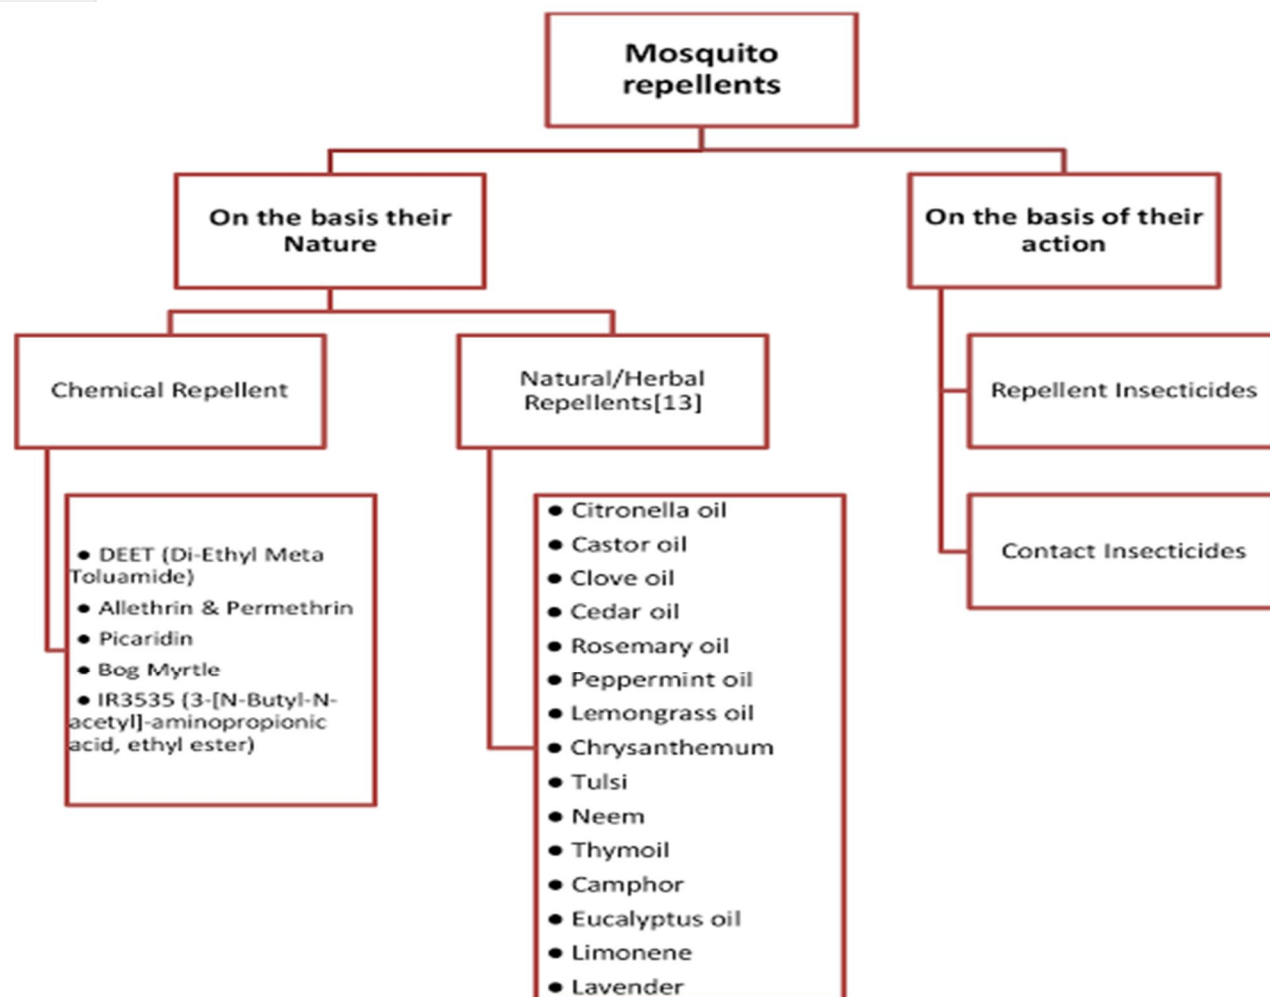 Mosquito
repellents
On the basis their
Nature
On the basis of their
action
Chemical Repellent
Natural/Herbal
Repellents[13]
Repellent Insecticides
Contact Insecticides
● DEET (Di-Ethyl Meta
Toluamide)
● Allethrin & Permethrin
● Picaridin
● Bog Myrtle
● IR3535 (3-[N-Butyl-N-
acetyl]-aminopropionic
acid, ethyl ester)
● Citronella oil
● Castor oil
● Clove oil
● Cedar oil
● Rosemary oil
● Peppermint oil
● Lemongrass oil
● Chrysanthemum
● Tulsi
● Neem
● Thymoil
● Camphor
● Eucalyptus oil
● Limonene
● Lavender